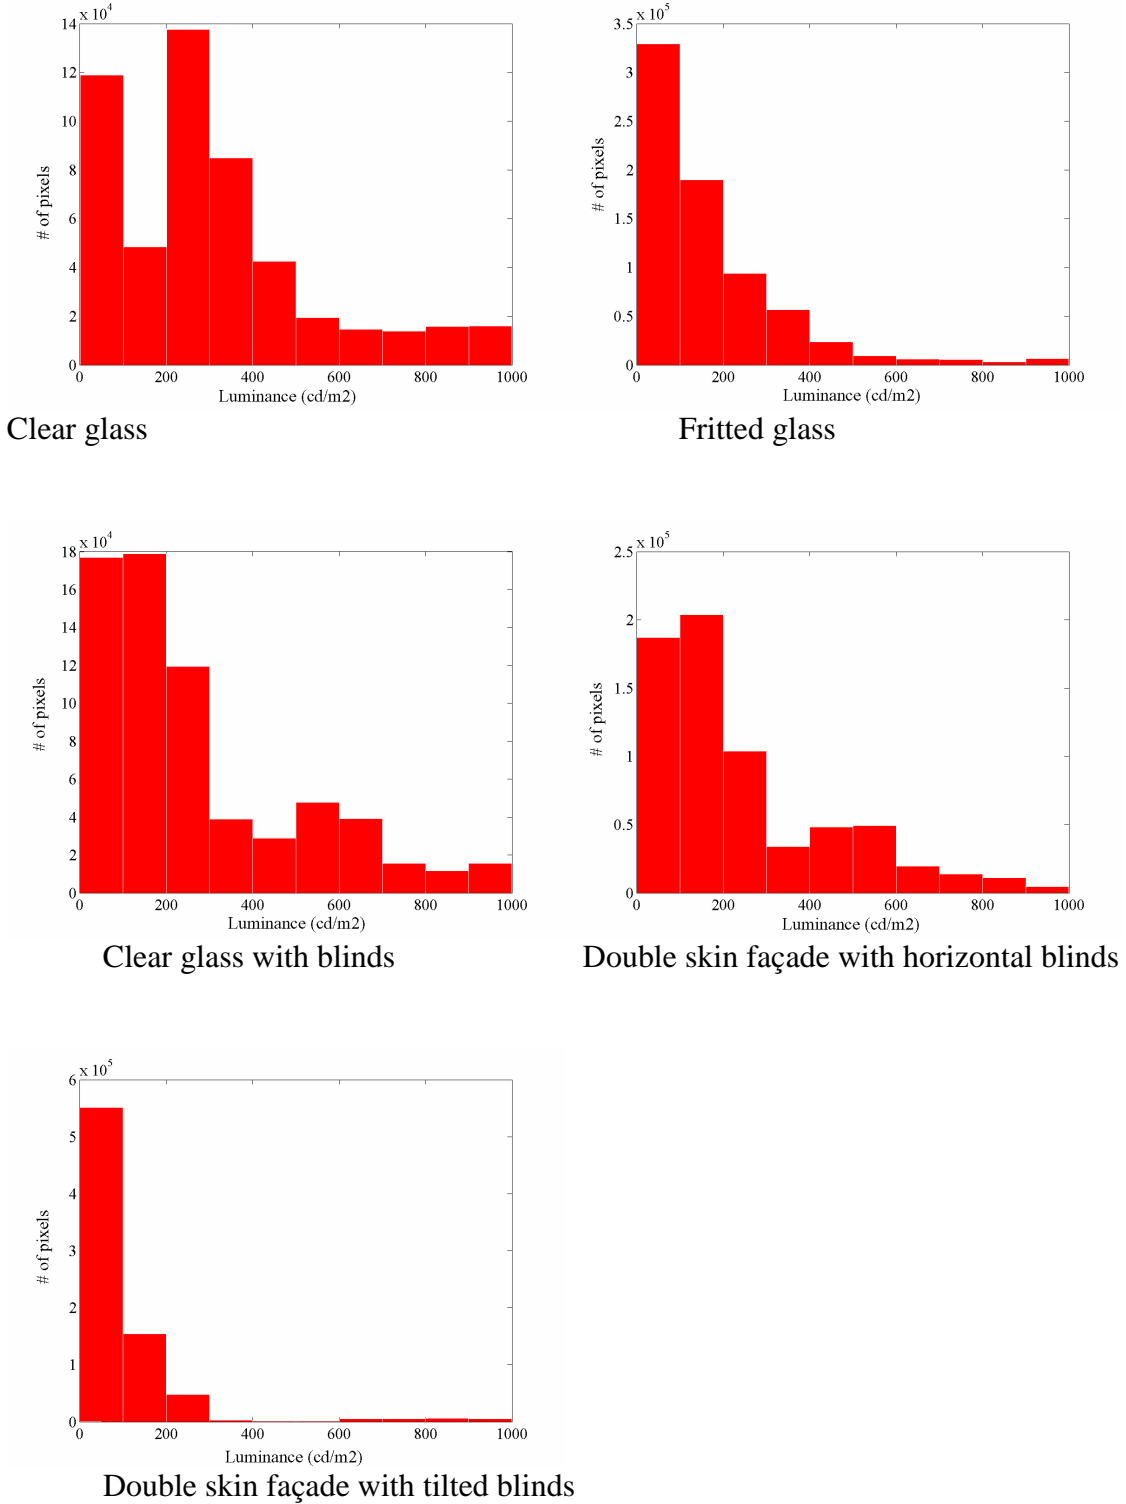 x 10^4
14
12
10
8
6
4
2
0
# of pixels
0 200 400 600 800 1000
Luminance (cd/m2)
Clear glass
x 10^5
3.5
3
2.5
2
1.5
1
0.5
0
# of pixels
0 200 400 600 800 1000
Luminance (cd/m2)
Fritted glass
x 10^4
18
16
14
12
10
8
6
4
2
0
# of pixels
0 200 400 600 800 1000
Luminance (cd/m2)
Clear glass with blinds
x 10^5
2.5
2
1.5
1
0.5
0
# of pixels
0 200 400 600 800 1000
Luminance (cd/m2)
Double skin façade with horizontal blinds
x 10^5
6
5
4
3
2
1
0
# of pixels
0 200 400 600 800 1000
Luminance (cd/m2)
Double skin façade with tilted blinds